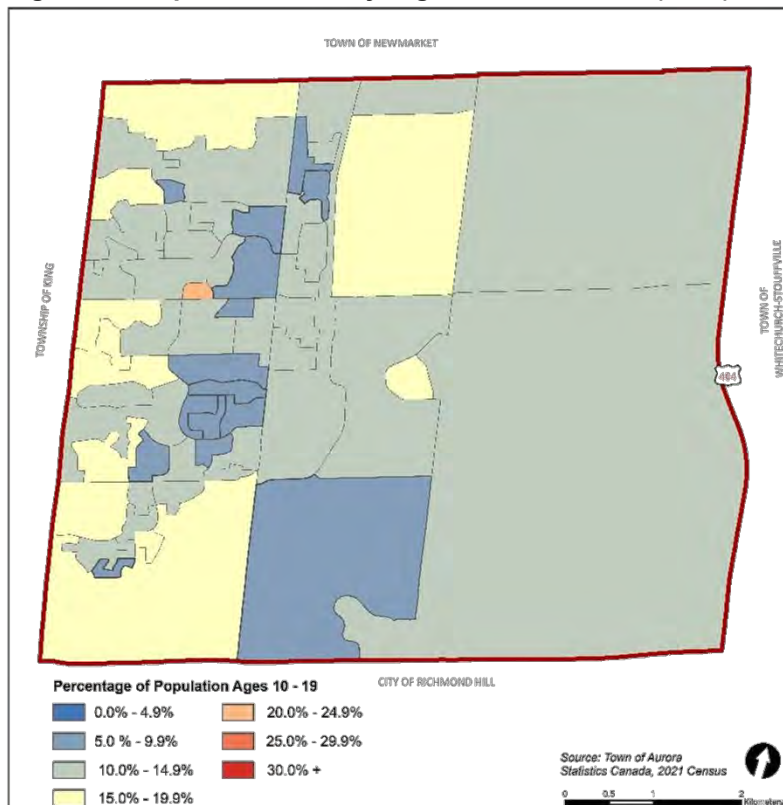 TOWN OF NEWMARKET
TOWNSHIP OF KING
TOWN OF
WHITECHURCH-STOUFFVILLE
404
CITY OF RICHMOND HILL
Percentage of Population Ages 10 - 19
0.0% - 4.9%
5.0 % - 9.9%
10.0% - 14.9%
15.0% - 19.9%
20.0% - 24.9%
25.0% - 29.9%
30.0% +
Source: Town of Aurora
Statistics Canada, 2021 Census
0 0.5 1 2